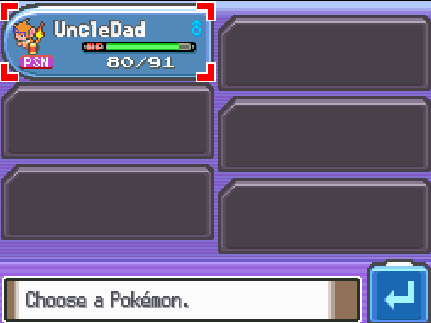 UncleDad ♂
HP
PSN 80/91
Choose a Pokémon.